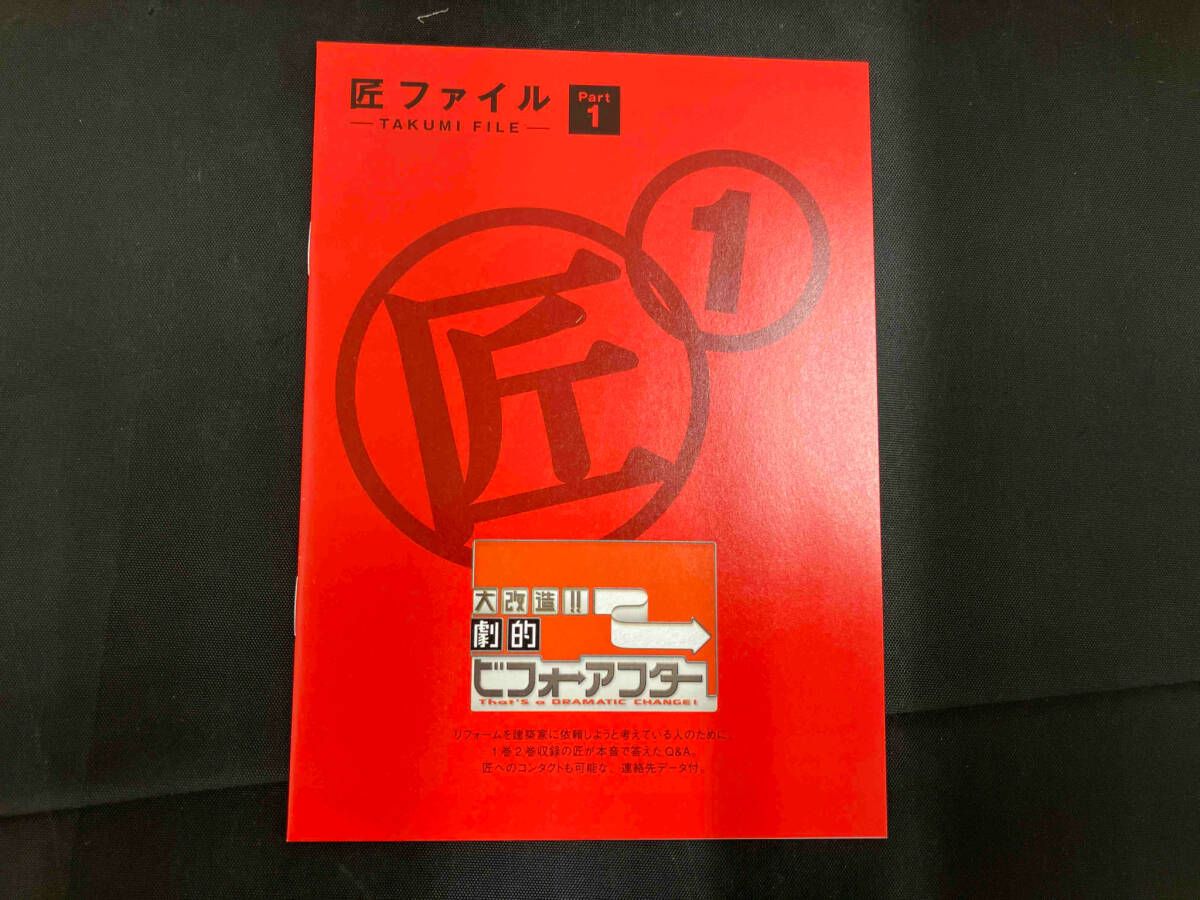 匠 ファイル
TAKUMI FILE
Part
1
1
匠
大改造!!
劇的
ビフォーアフター
That's a DRAMATIC CHANGE!
リフォームを建築家に依頼しようと考えている人のために、
1巻2巻収録の匠が本音で答えたQ&A。
匠へのコンタクトも可能な、連絡先データ付。